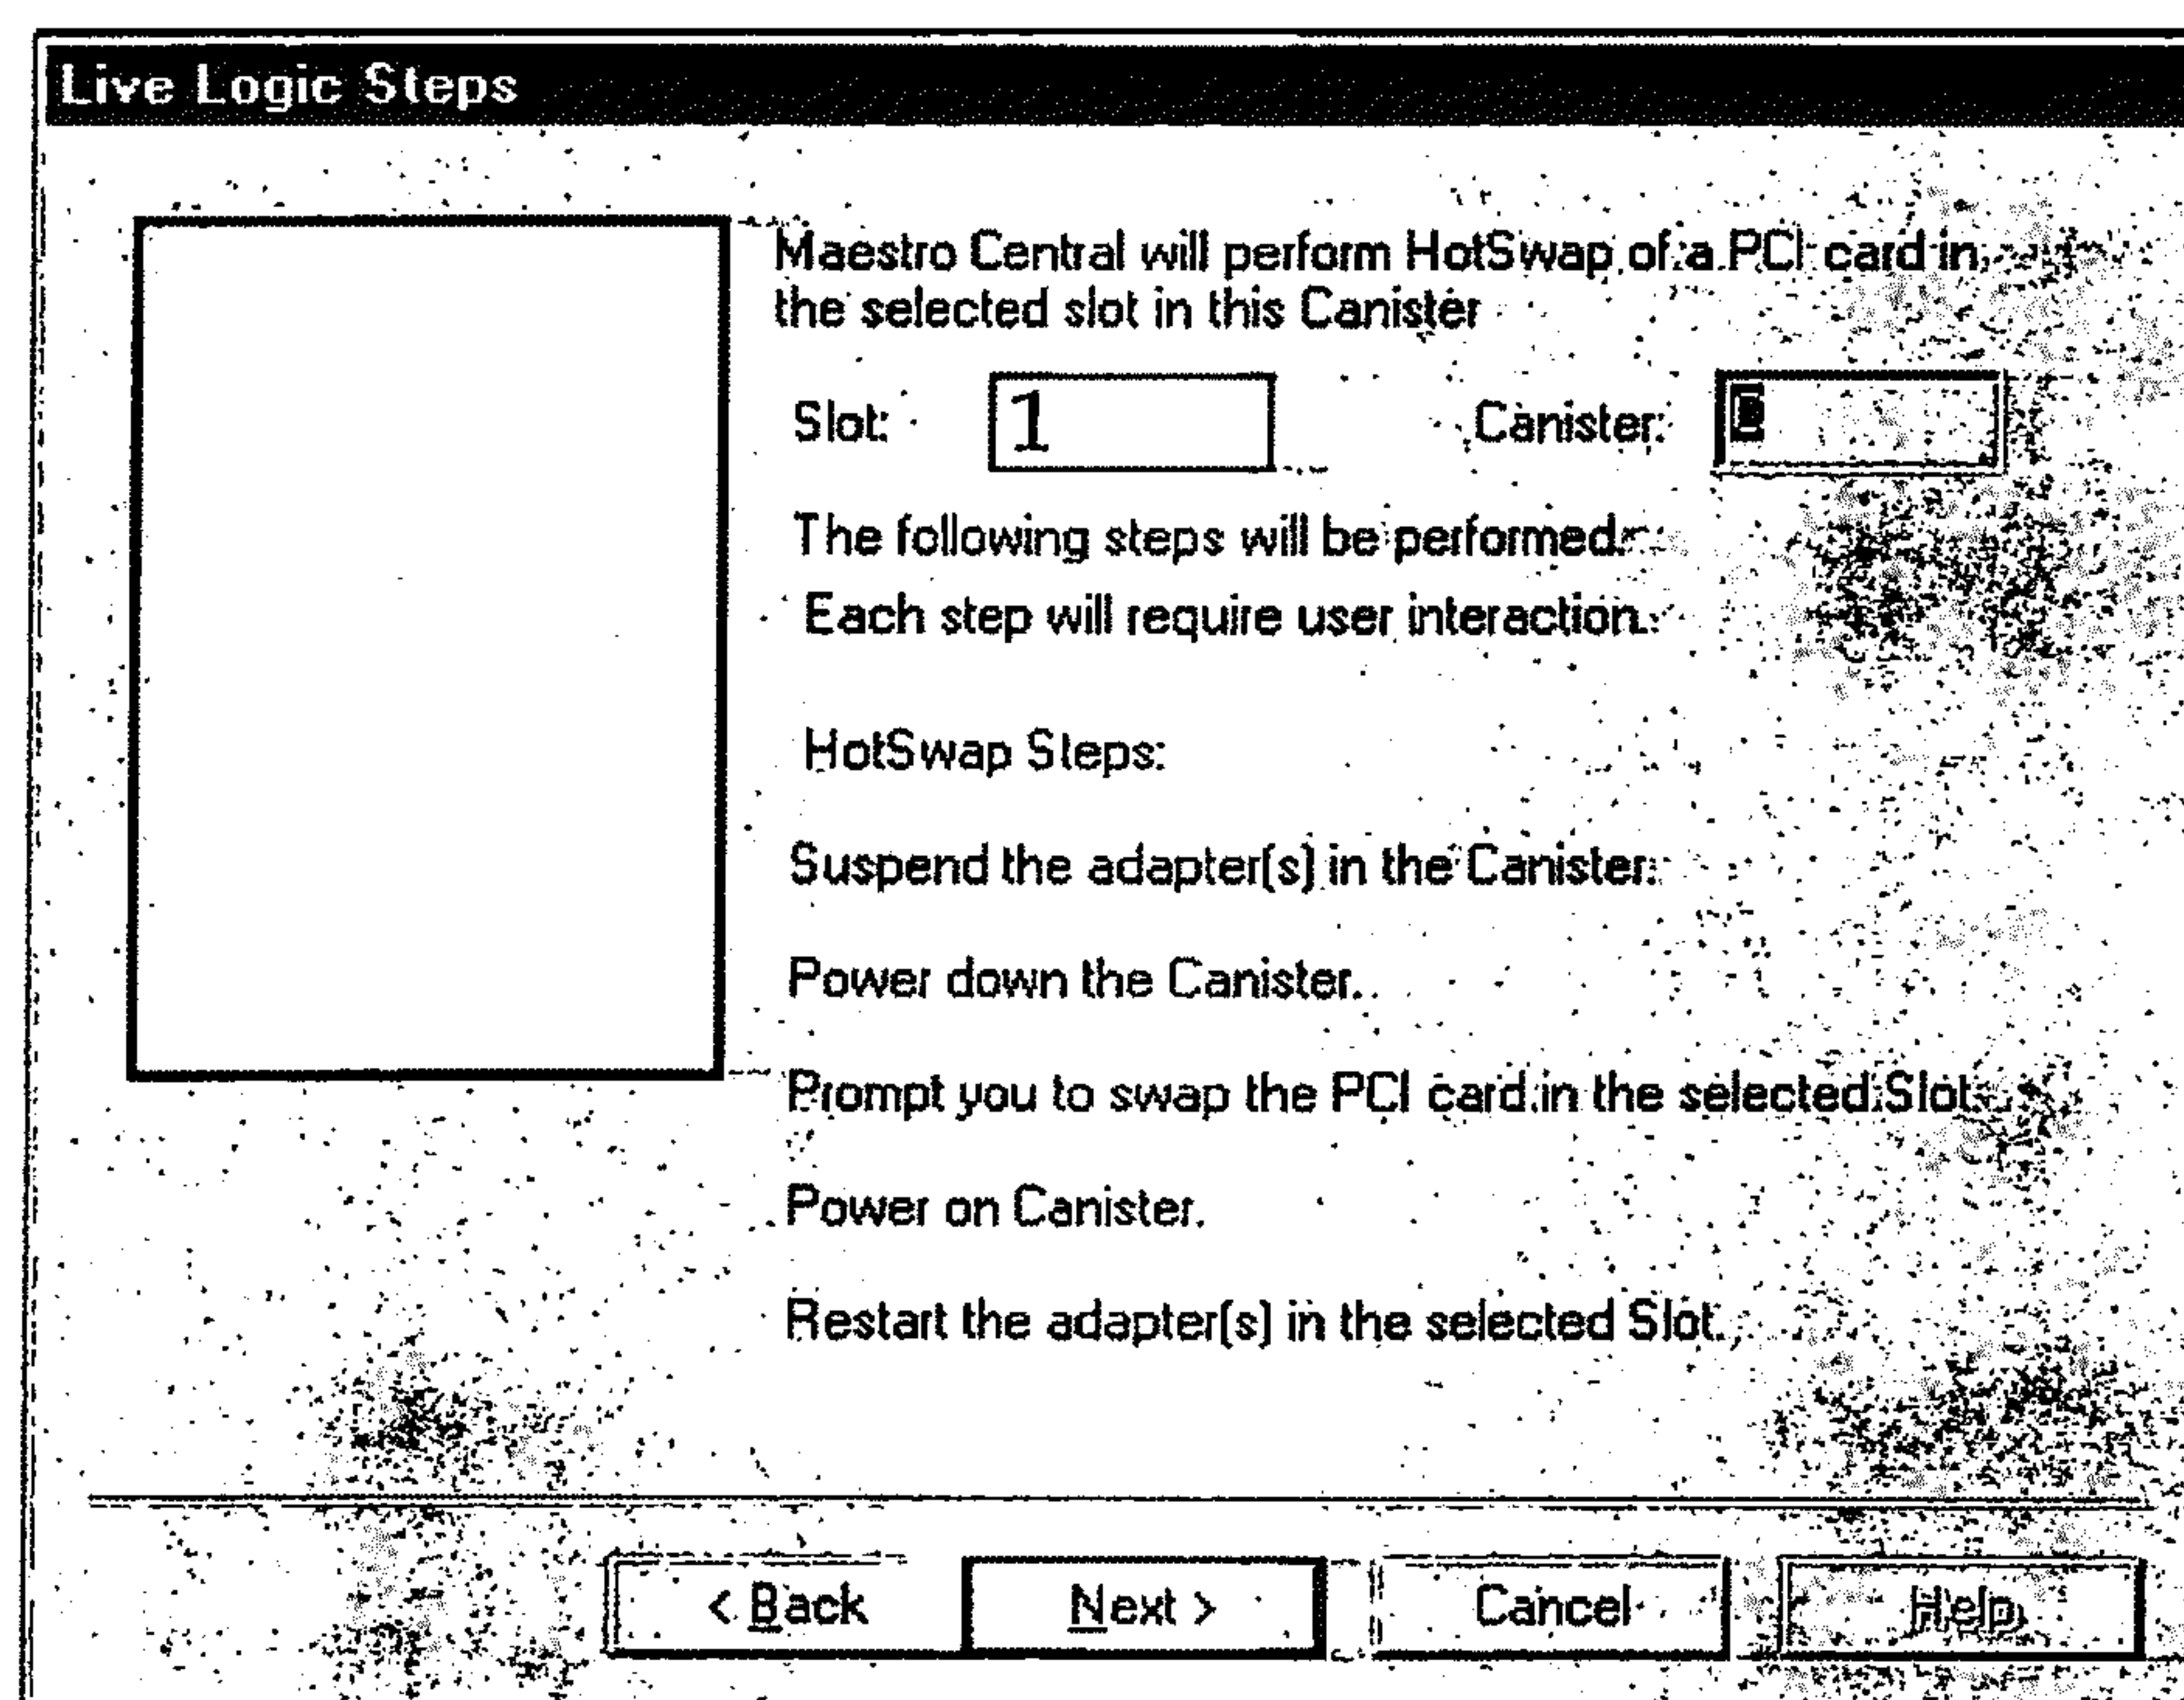 Live Logic Steps
Maestro Central will perform HotSwap of a PCI card in
the selected slot in this Canister
Slot: 1 Canister:
The following steps will be performed:
Each step will require user interaction.
HotSwap Steps:
Suspend the adapter(s) in the Canister.
Power down the Canister.
Prompt you to swap the PCI card in the selected Slot.
Power on Canister.
Restart the adapter(s) in the selected Slot.
< Back Next > Cancel Help